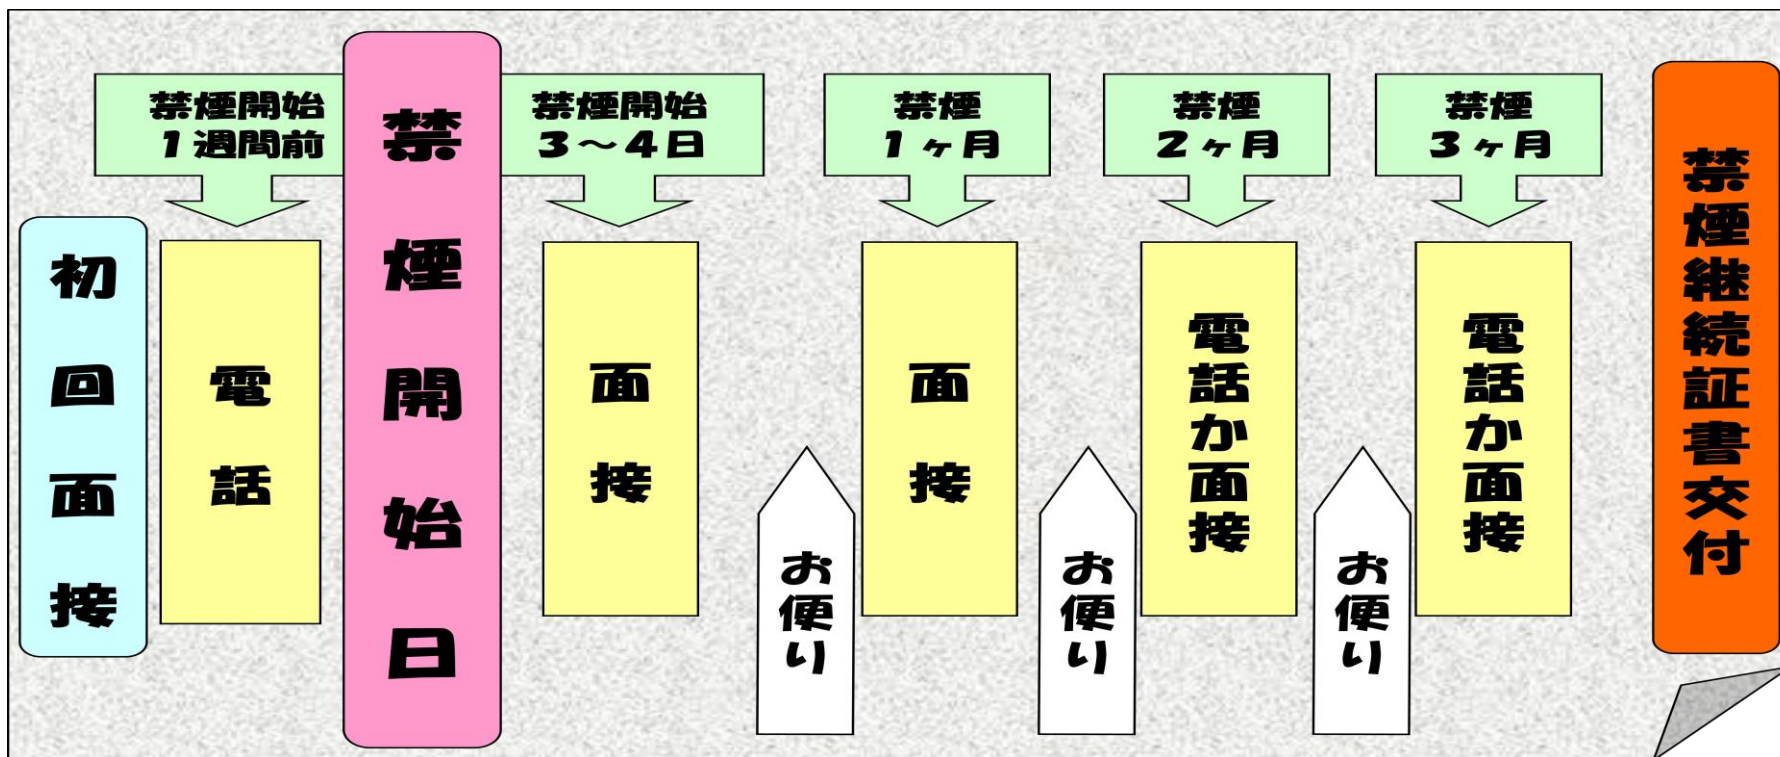 初回面接
禁煙開始
1週間前
電話
禁煙開始日
禁煙開始
3～4日
面接
お便り
禁煙
1ヶ月
面接
お便り
禁煙
2ヶ月
電話か面接
お便り
禁煙
3ヶ月
電話か面接
禁煙継続証書交付